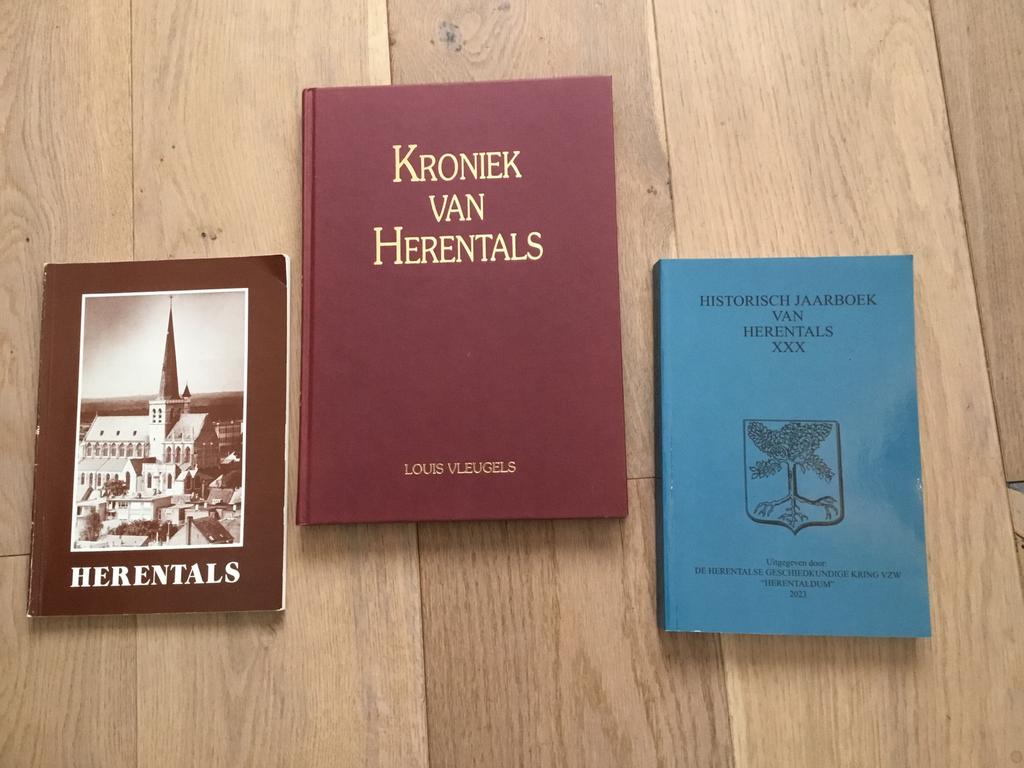 HERENTALS
KRONIEK
VAN
HERENTALS
LOUIS VLEUGELS
HISTORISCH JAARBOEK
VAN
HERENTALS
XXX
Uitgegeven door:
DE HERENTALSE GESCHIEDKUNDIGE KRING VZW
"HERENTALDUM"
2023